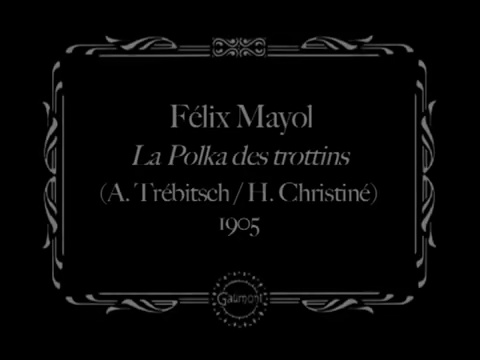 Félix Mayol
La Polka des trottins
(A. Trébitsch / H. Christiné)
1905
Gaumont